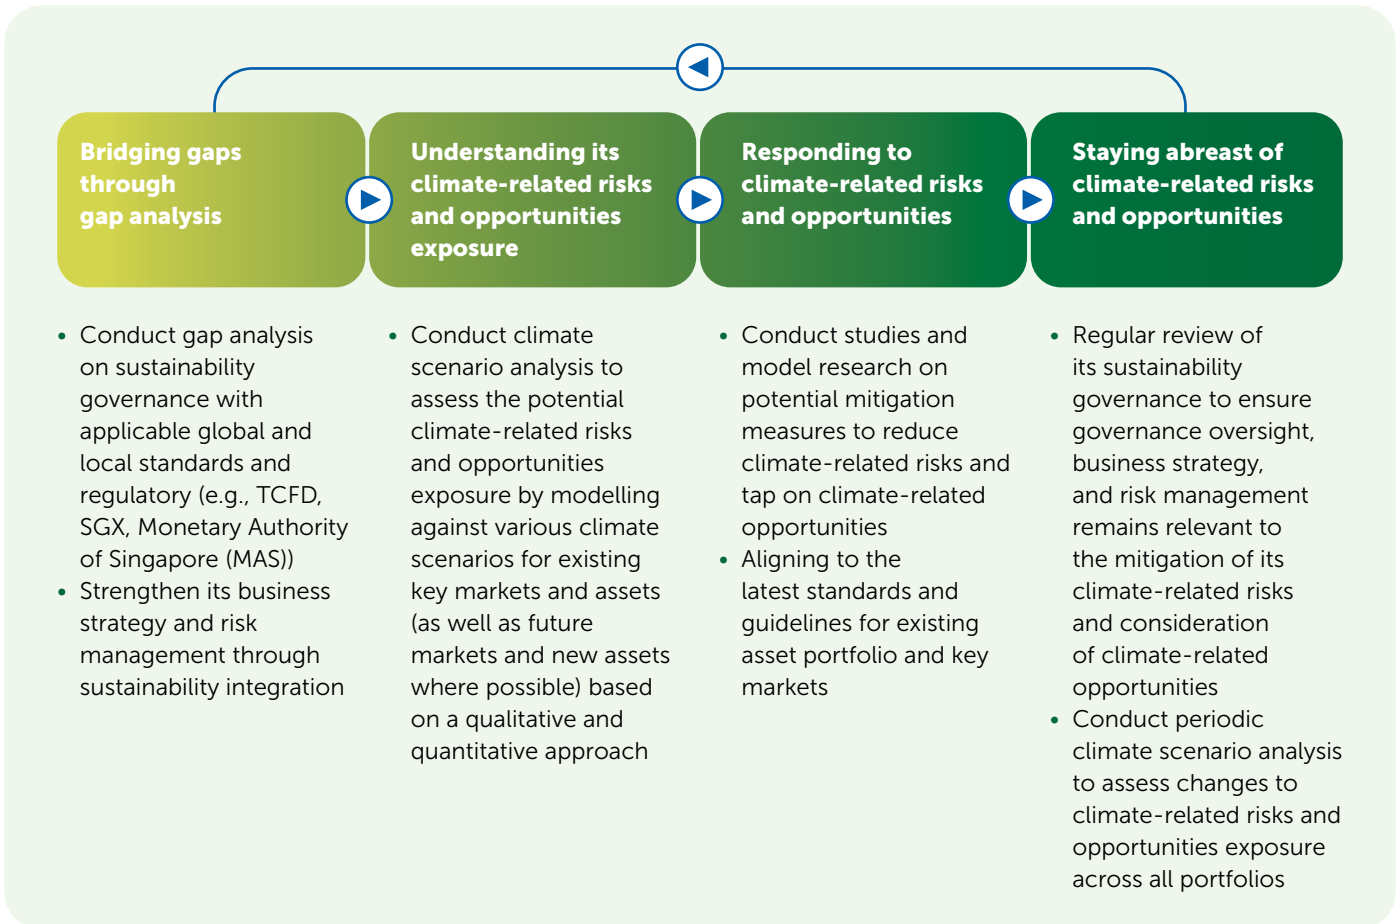 Bridging gaps
through
gap analysis
Understanding its
climate-related risks
and opportunities
exposure
Responding to
climate-related risks
and opportunities
Staying abreast of
climate-related risks
and opportunities
• Conduct gap analysis
on sustainability
governance with
applicable global and
local standards and
regulatory (e.g., TCFD,
SGX, Monetary Authority
of Singapore (MAS))
• Strengthen its business
strategy and risk
management through
sustainability integration
• Conduct climate
scenario analysis to
assess the potential
climate-related risks
and opportunities
exposure by modelling
against various climate
scenarios for existing
key markets and assets
(as well as future
markets and new assets
where possible) based
on a qualitative and
quantitative approach
• Conduct studies and
model research on
potential mitigation
measures to reduce
climate-related risks and
tap on climate-related
opportunities
• Aligning to the
latest standards and
guidelines for existing
asset portfolio and key
markets
• Regular review of
its sustainability
governance to ensure
governance oversight,
business strategy,
and risk management
remains relevant to
the mitigation of its
climate-related risks
and consideration
of climate-related
opportunities
• Conduct periodic
climate scenario analysis
to assess changes to
climate-related risks and
opportunities exposure
across all portfolios